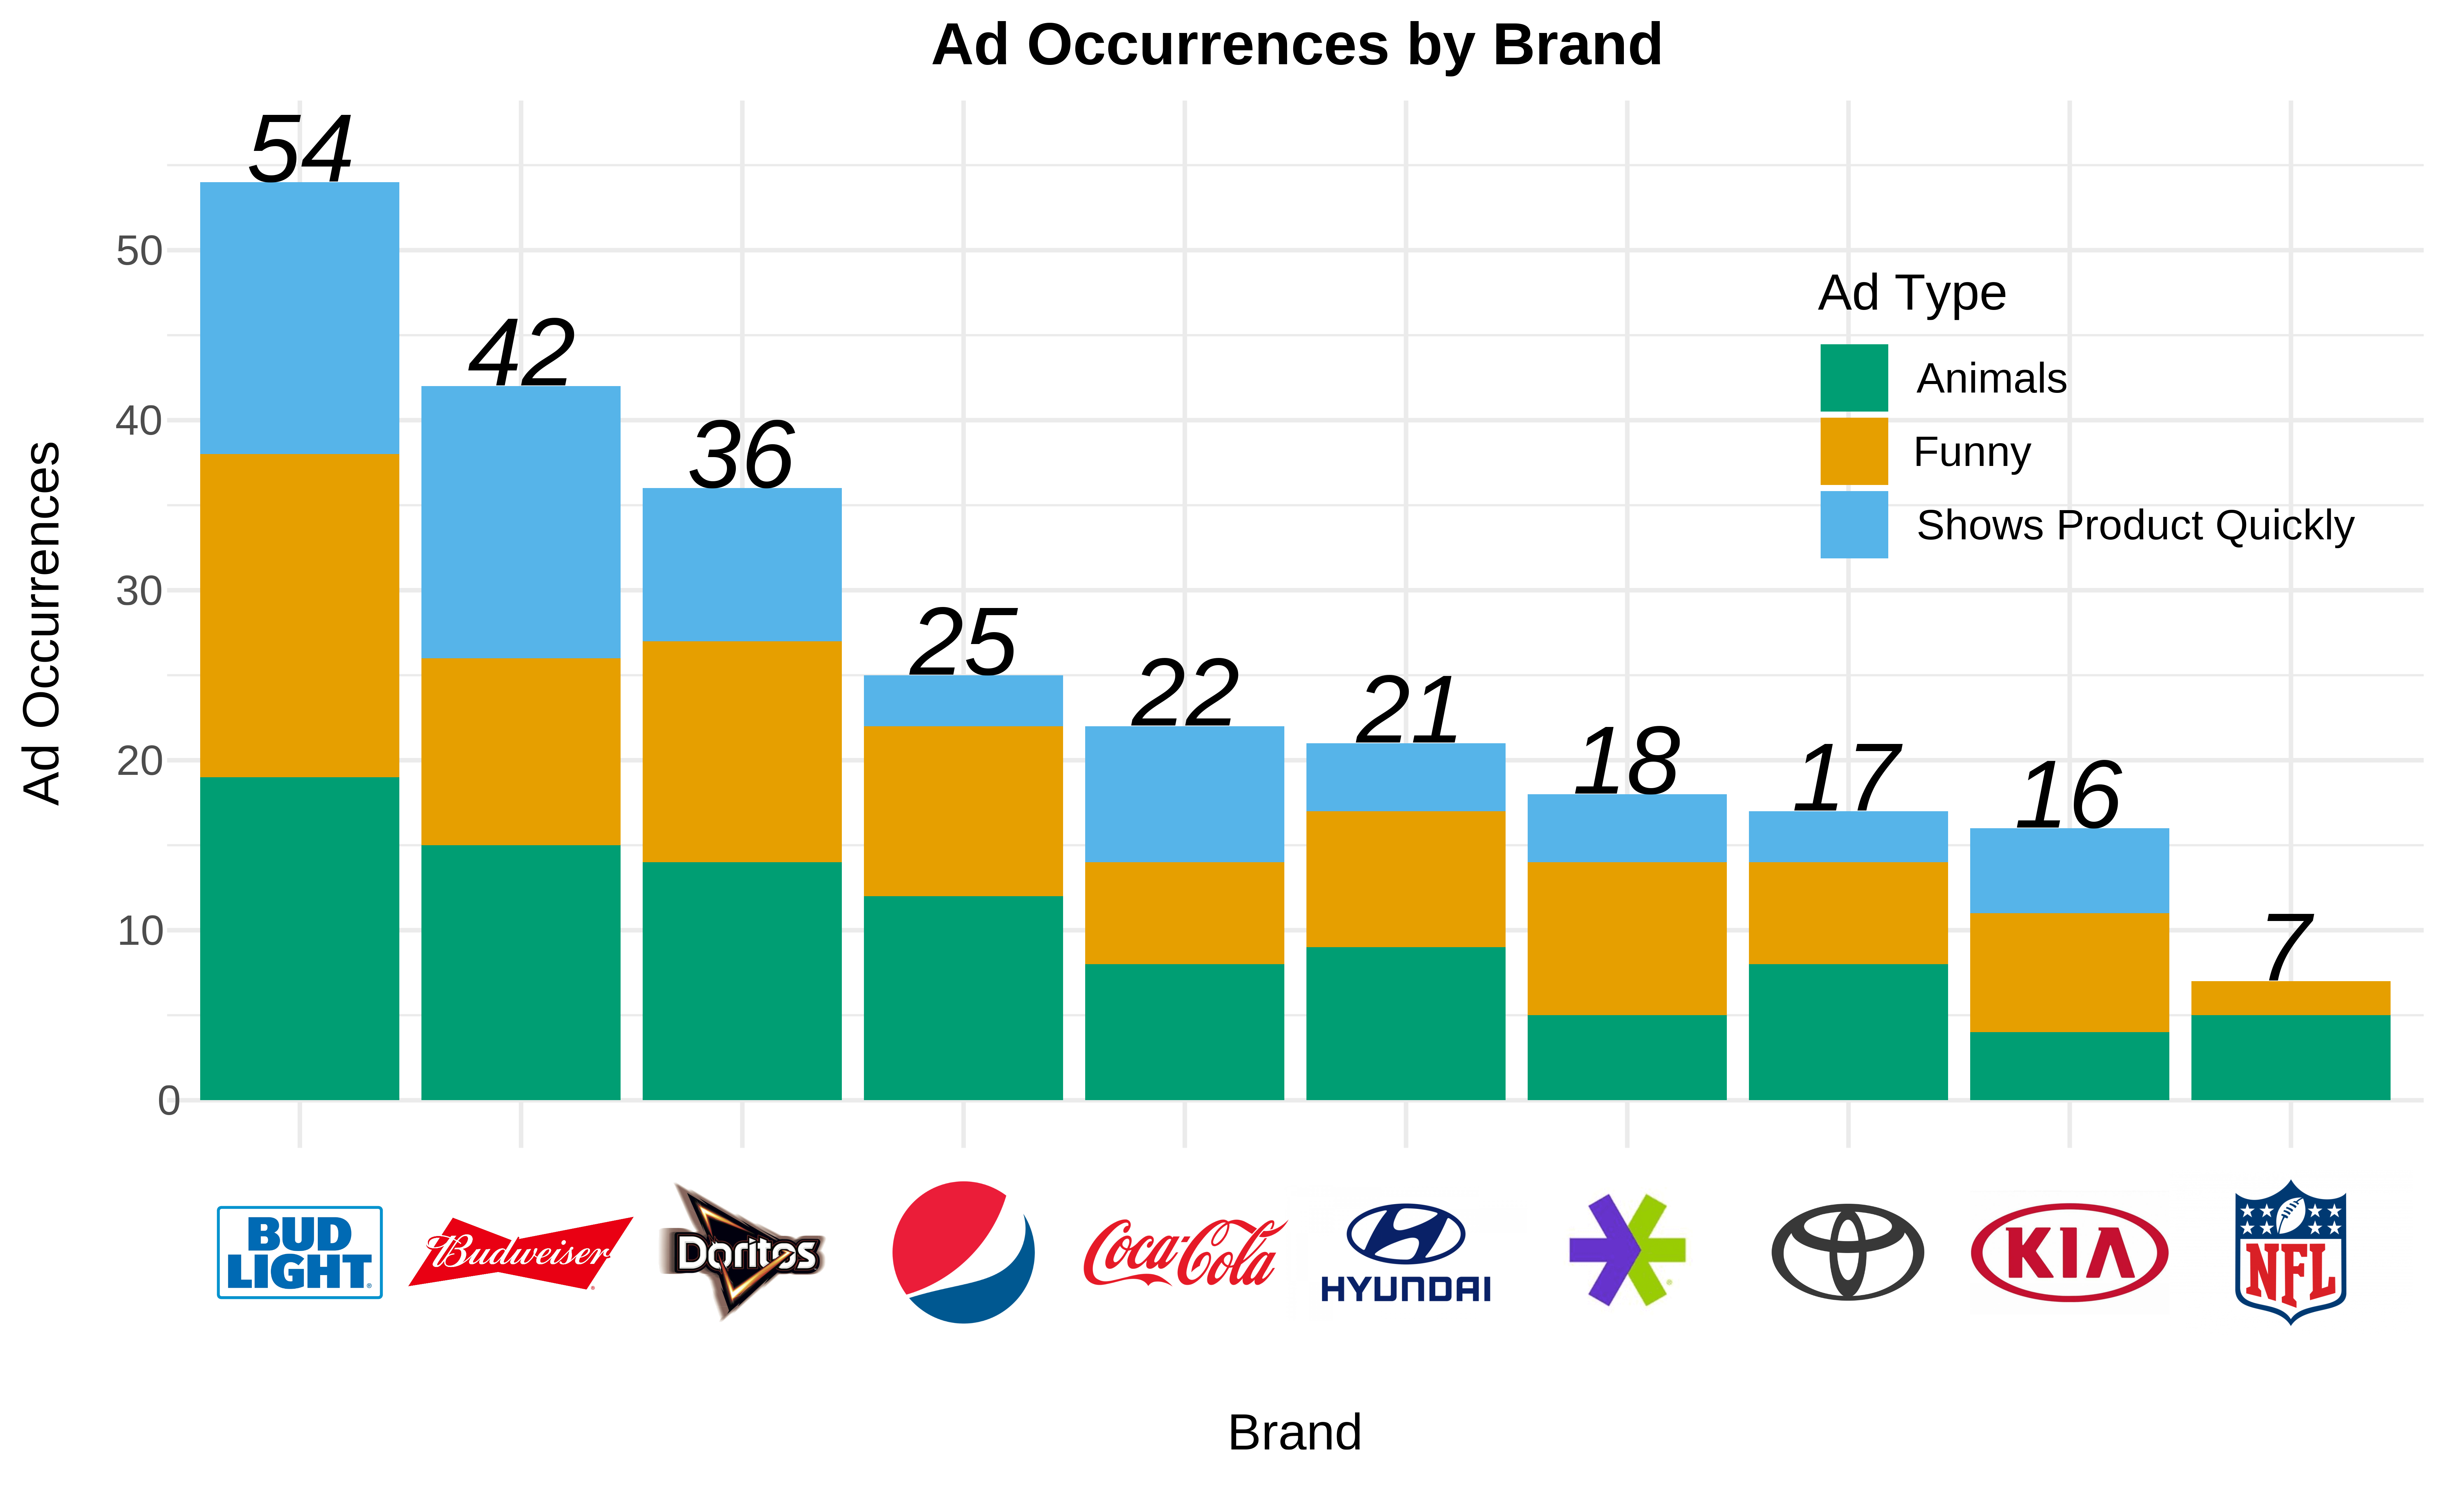 Ad Occurrences by Brand
54
42
36
25
22
21
18
17
16
7
50
40
30
20
10
0
Ad Occurrences
Ad Type
Animals
Funny
Shows Product Quickly
BUD
LIGHT
Budweiser
Doritos
Coca-Cola
HYUNDAI
KIA
NFL
Brand